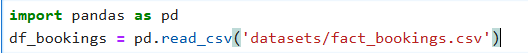 import pandas as pd
df_bookings = pd.read_csv('datasets/fact_bookings.csv')